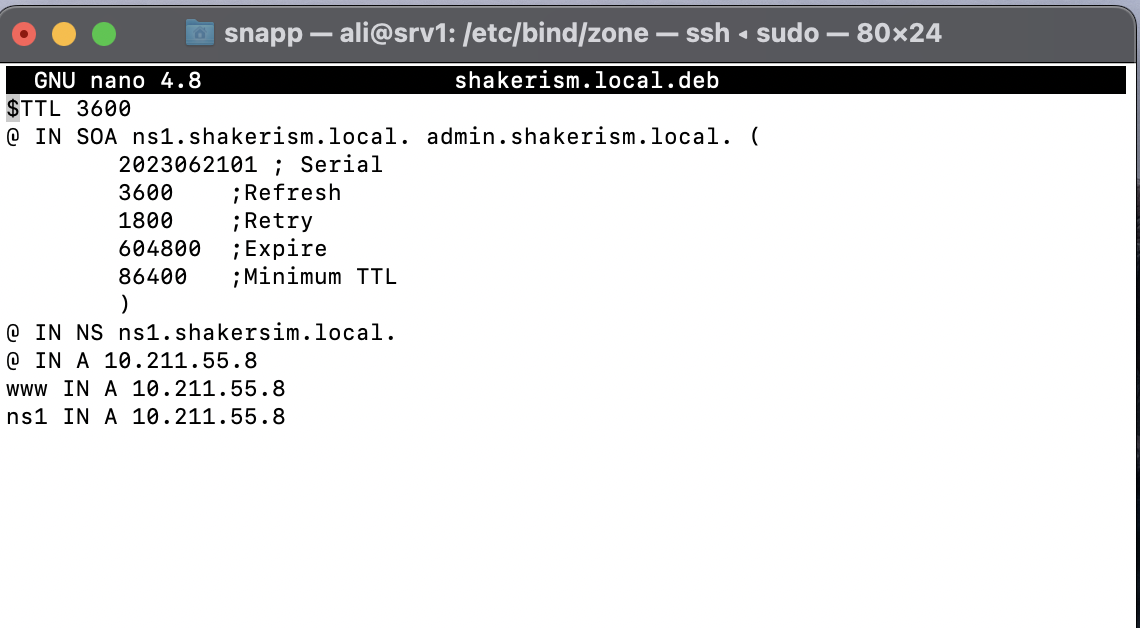 snapp — ali@srv1: /etc/bind/zone — ssh ◂ sudo — 80×24
GNU nano 4.8 shakerism.local.deb
$TTL 3600
@ IN SOA ns1.shakerism.local. admin.shakerism.local. (
2023062101 ; Serial
3600 ;Refresh
1800 ;Retry
604800 ;Expire
86400 ;Minimum TTL
)
@ IN NS ns1.shakersim.local.
@ IN A 10.211.55.8
www IN A 10.211.55.8
ns1 IN A 10.211.55.8